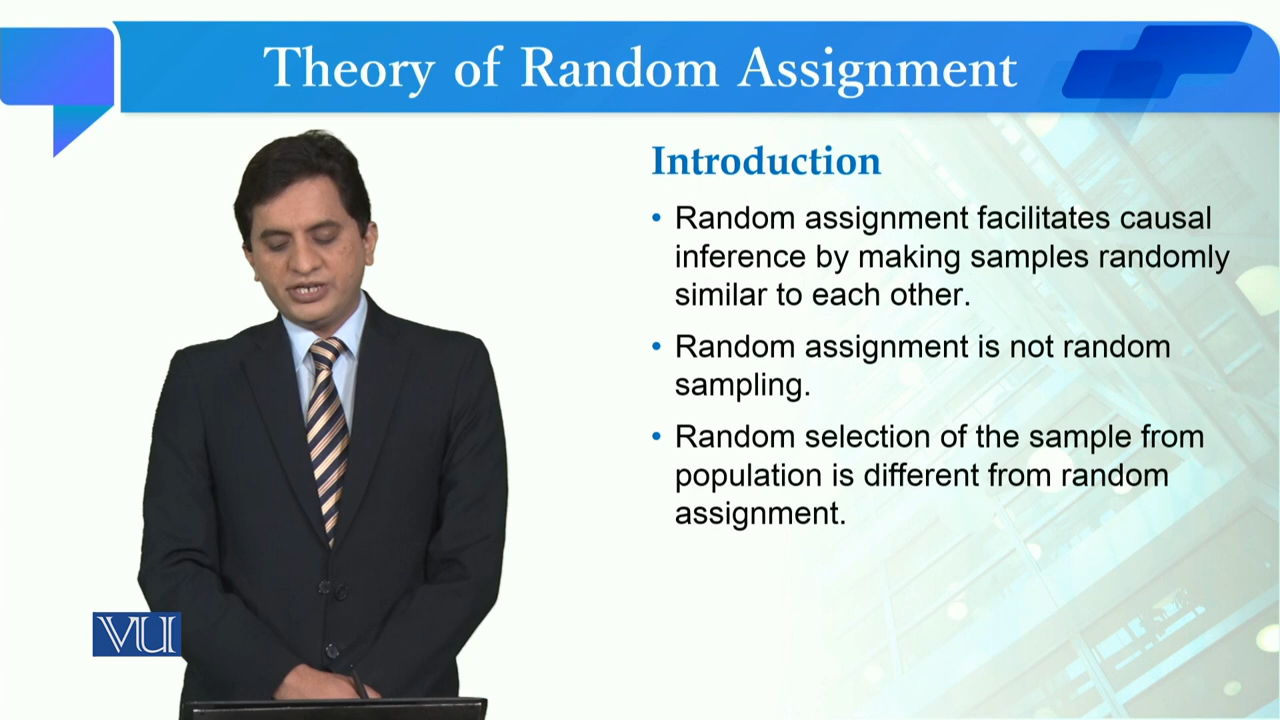 Theory of Random Assignment
Introduction
• Random assignment facilitates causal
inference by making samples randomly
similar to each other.
• Random assignment is not random
sampling.
• Random selection of the sample from
population is different from random
assignment.
VU